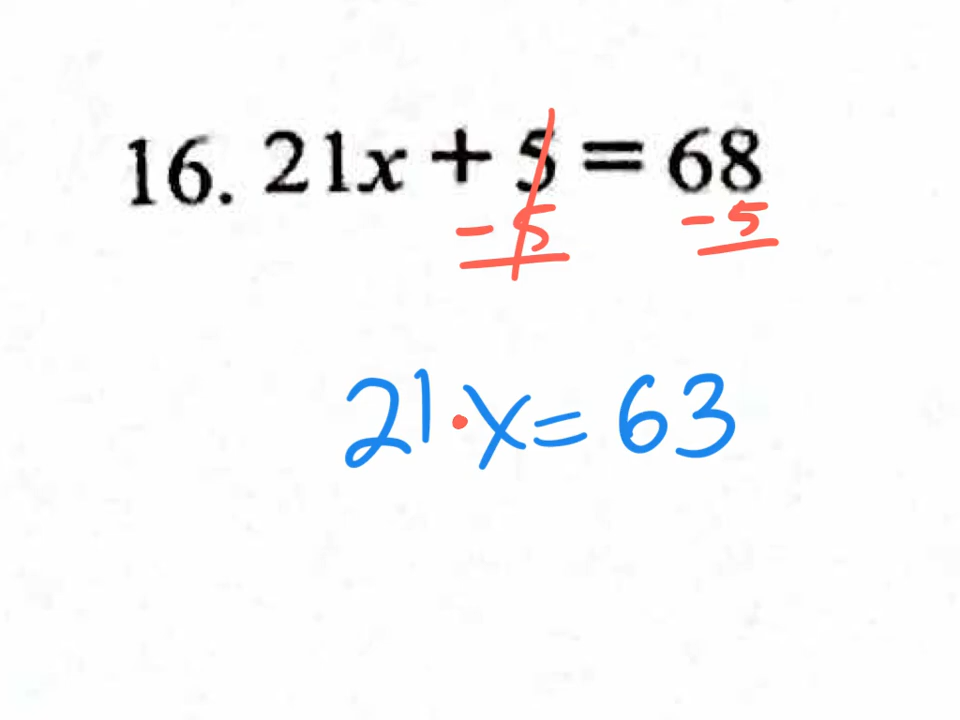 16. 21x + 5 = 68
- 5 - 5
21·x = 63